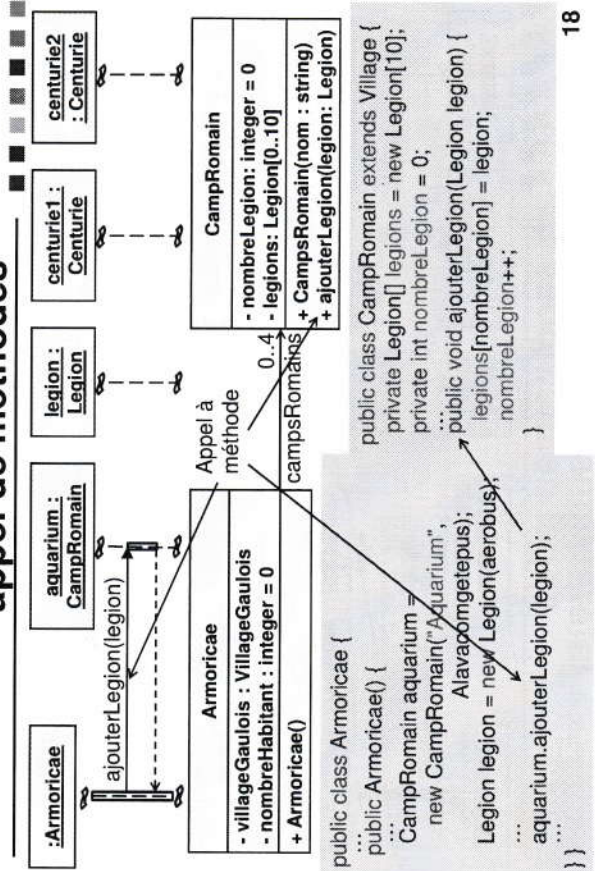 appel de méthodes
:Armoricae
aquarium :
CampRomain
legion :
Legion
centurie1 :
Centurie
centurie2
: Centurie
ajouterLegion(legion)
Appel à
méthode
Armoricae
- villageGaulois : VillageGaulois
- nombreHabitant : integer = 0
+ Armoricae()
0..4
campsRomains
CampRomain
- nombreLegion: integer = 0
- legions: Legion[0..10]
+ CampsRomain(nom : string)
+ ajouterLegion(legion: Legion)
public class Armoricae {
...
public Armoricae() {
...
CampRomain aquarium =
new CampRomain("Aquarium",
Alavacomgetepus);
Legion legion = new Legion(aerobus);
...
aquarium.ajouterLegion(legion);
...
} }
public class CampRomain extends Village {
private Legion[] legions = new Legion[10];
private int nombreLegion = 0;
...
public void ajouterLegion(Legion legion) {
legions[nombreLegion] = legion;
nombreLegion++;
}
18